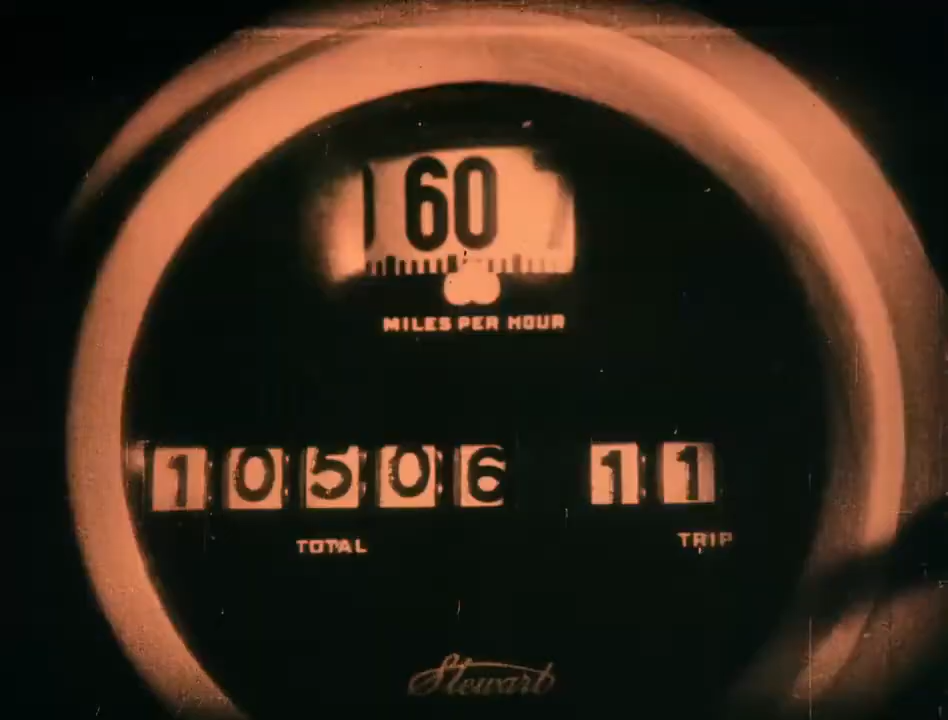 60
MILES PER HOUR
10506 11
TOTAL TRIP
Stewart